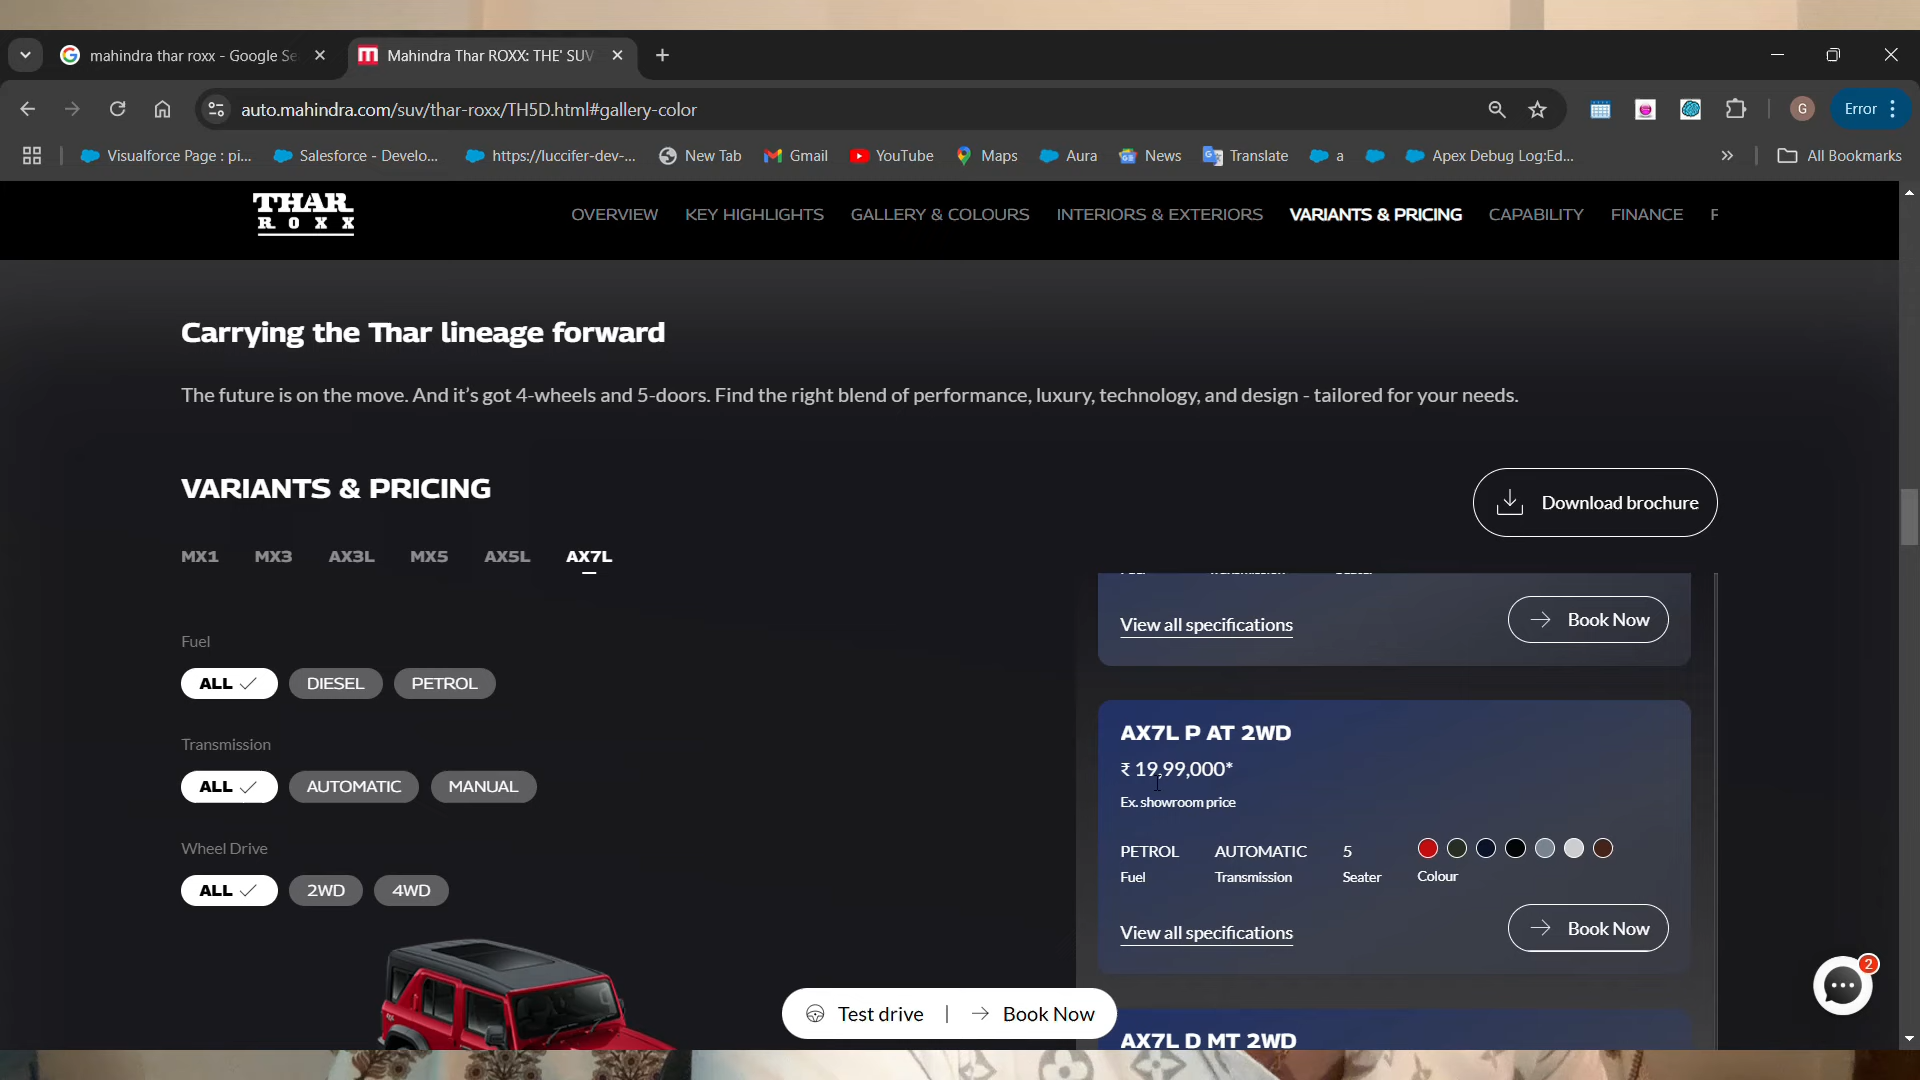 mahindra thar roxx - Google Se
Mahindra Thar ROXX: THE' SUV
auto.mahindra.com/suv/thar-roxx/TH5D.html#gallery-color
G
Error
Visualforce Page : pi...
Salesforce - Develo...
https://luccifer-dev-...
New Tab
Gmail
YouTube
Maps
Aura
News
Translate
a
Apex Debug Log:Ed...
All Bookmarks
THAR
ROXX
OVERVIEW
KEY HIGHLIGHTS
GALLERY & COLOURS
INTERIORS & EXTERIORS
VARIANTS & PRICING
CAPABILITY
FINANCE
F
Carrying the Thar lineage forward
The future is on the move. And it's got 4-wheels and 5-doors. Find the right blend of performance, luxury, technology, and design - tailored for your needs.
VARIANTS & PRICING
Download brochure
MX1
MX3
AX3L
MX5
AX5L
AX7L
Fuel
ALL
DIESEL
PETROL
Transmission
ALL
AUTOMATIC
MANUAL
Wheel Drive
ALL
2WD
4WD
View all specifications
Book Now
AX7L P AT 2WD
₹ 19,99,000*
Ex. showroom price
PETROL
AUTOMATIC
5
Fuel
Transmission
Seater
Colour
View all specifications
Book Now
AX7L D MT 2WD
Test drive
Book Now
2